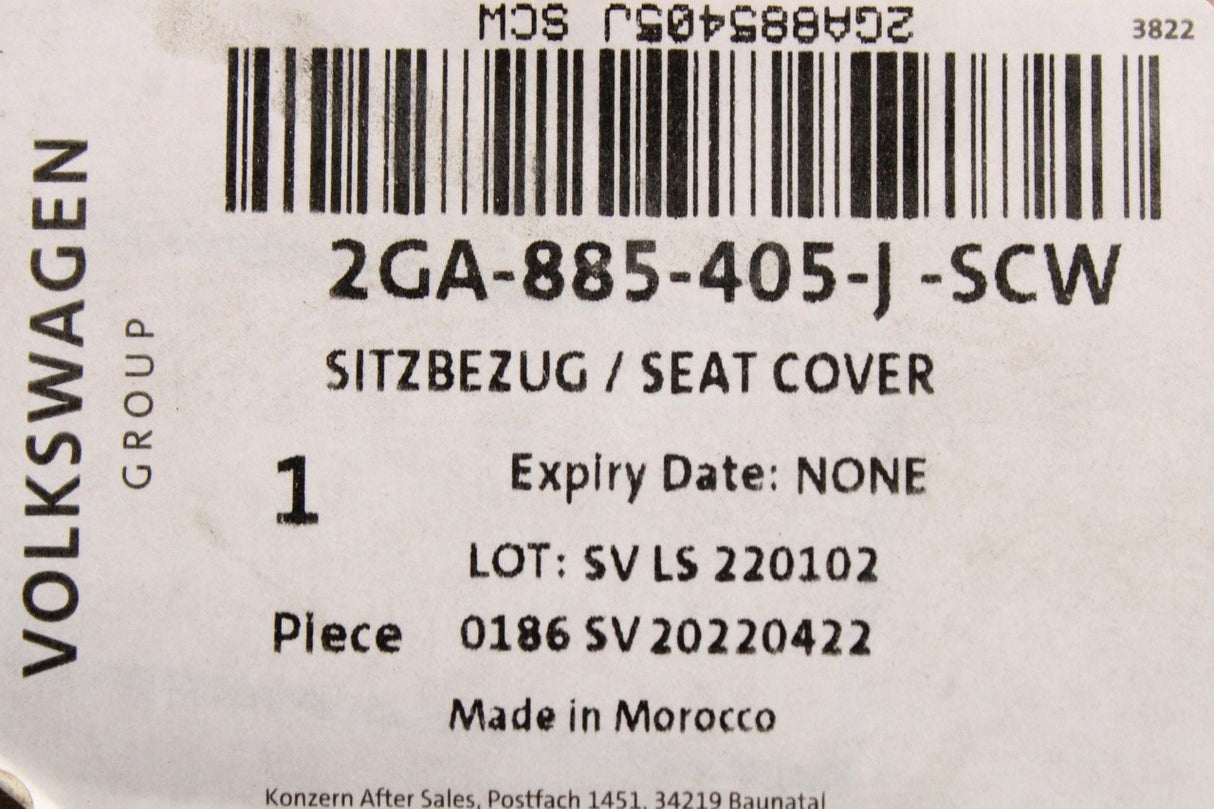 2GA885405J SCW
3822
VOLKSWAGEN
GROUP
2GA-885-405-J -SCW
SITZBEZUG / SEAT COVER
1
Expiry Date: NONE
LOT: SV LS 220102
Piece 0186 SV 20220422
Made in Morocco
Konzern After Sales, Postfach 1451, 34219 Baunatal